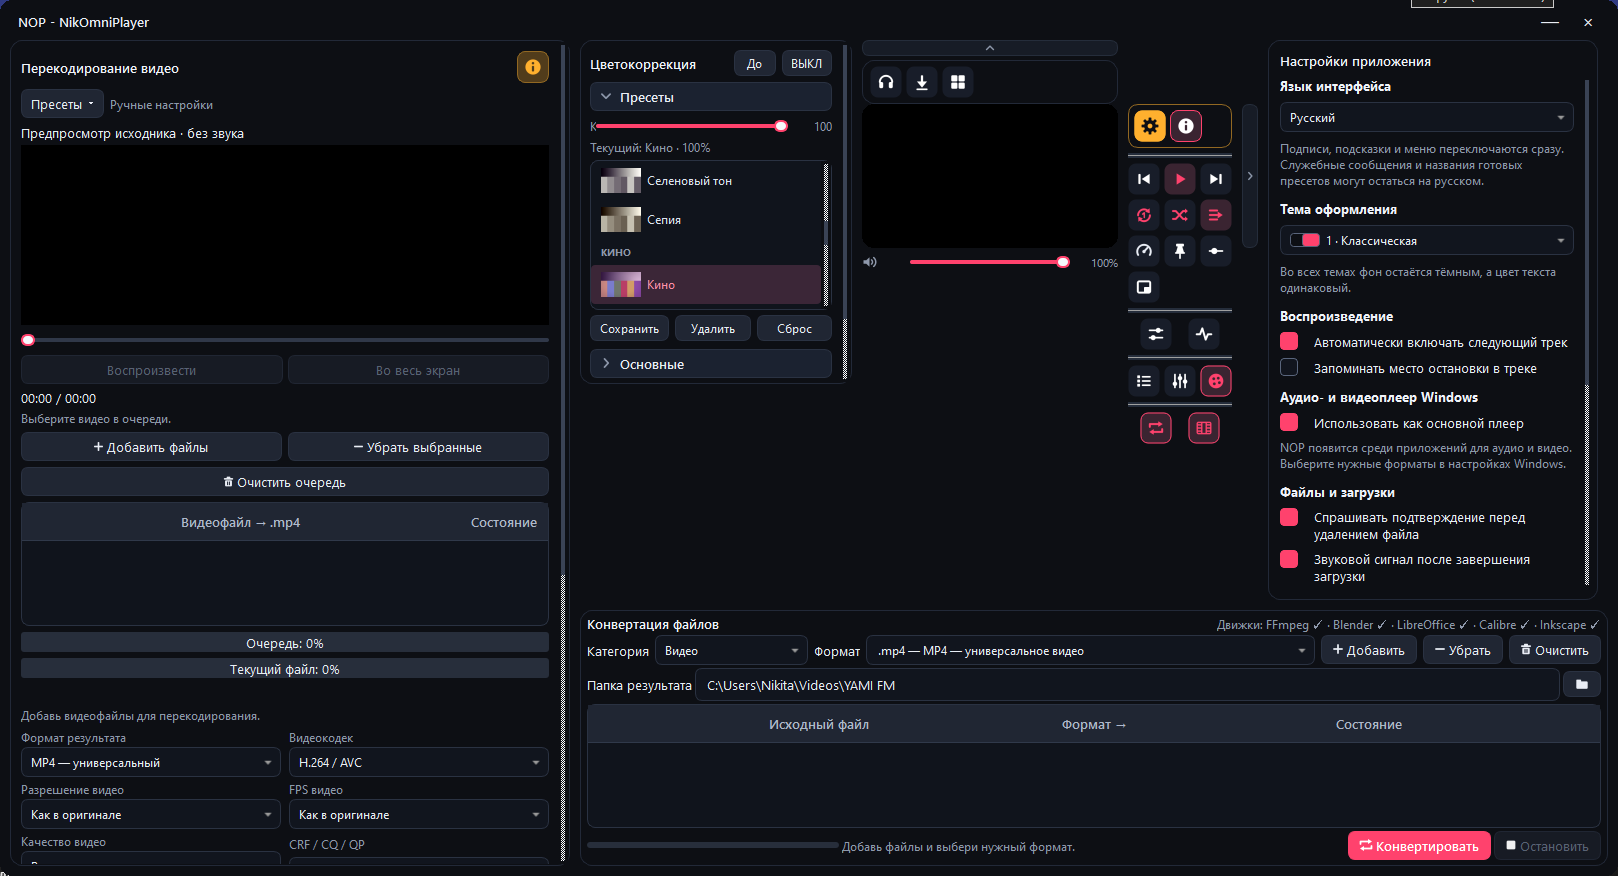 NOP - NikOmniPlayer
Перекодирование видео
Пресеты
Ручные настройки
Предпросмотр исходника · без звука
Воспроизвести
Во весь экран
00:00 / 00:00
Выберите видео в очереди.
+ Добавить файлы
− Убрать выбранные
Очистить очередь
Видеофайл → .mp4
Состояние
Очередь: 0%
Текущий файл: 0%
Добавь видеофайлы для перекодирования.
Формат результата
Видеокодек
MP4 — универсальный
H.264 / AVC
Разрешение видео
FPS видео
Как в оригинале
Как в оригинале
Качество видео
CRF / CQ / QP
Цветокоррекция
До
ВЫКЛ
Пресеты
К
100
Текущий: Кино · 100%
Селеновый тон
Сепия
КИНО
Кино
Сохранить
Удалить
Сброс
Основные
100%
Настройки приложения
Язык интерфейса
Русский
Подписи, подсказки и меню переключаются сразу.
Служебные сообщения и названия готовых
пресетов могут остаться на русском.
Тема оформления
1 · Классическая
Во всех темах фон остаётся тёмным, а цвет текста
одинаковый.
Воспроизведение
Автоматически включать следующий трек
Запоминать место остановки в треке
Аудио- и видеоплеер Windows
Использовать как основной плеер
NOP появится среди приложений для аудио и видео.
Выберите нужные форматы в настройках Windows.
Файлы и загрузки
Спрашивать подтверждение перед
удалением файла
Звуковой сигнал после завершения
загрузки
Конвертация файлов
Движки: FFmpeg ✓ · Blender ✓ · LibreOffice ✓ · Calibre ✓ · Inkscape ✓
Категория
Видео
Формат
.mp4 — MP4 — универсальное видео
+ Добавить
− Убрать
Очистить
Папка результата
C:\Users\Nikita\Videos\YAMI FM
Исходный файл
Формат →
Состояние
Добавь файлы и выбери нужный формат.
Конвертировать
Остановить